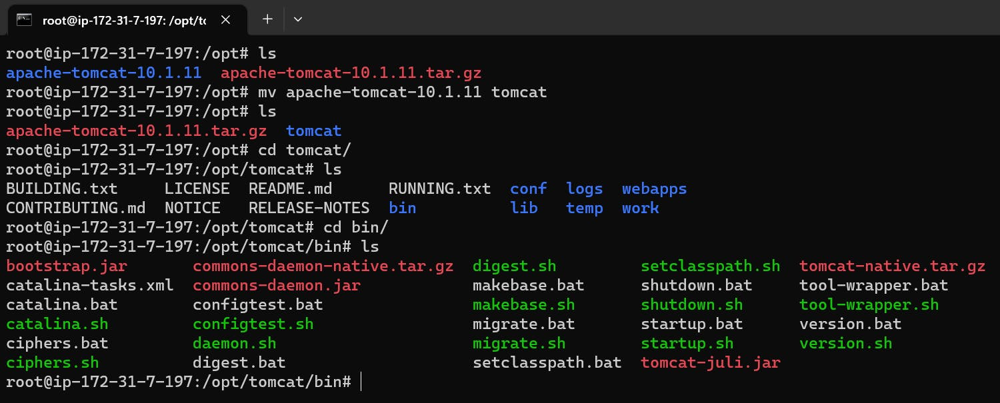 root@ip-172-31-7-197: /opt/to
root@ip-172-31-7-197:/opt# ls
apache-tomcat-10.1.11  apache-tomcat-10.1.11.tar.gz
root@ip-172-31-7-197:/opt# mv apache-tomcat-10.1.11 tomcat
root@ip-172-31-7-197:/opt# ls
apache-tomcat-10.1.11.tar.gz  tomcat
root@ip-172-31-7-197:/opt# cd tomcat/
root@ip-172-31-7-197:/opt/tomcat# ls
BUILDING.txt     LICENSE  README.md      RUNNING.txt  conf  logs  webapps
CONTRIBUTING.md  NOTICE   RELEASE-NOTES  bin          lib   temp  work
root@ip-172-31-7-197:/opt/tomcat# cd bin/
root@ip-172-31-7-197:/opt/tomcat/bin# ls
bootstrap.jar       commons-daemon-native.tar.gz  digest.sh         setclasspath.sh  tomcat-native.tar.gz
catalina-tasks.xml  commons-daemon.jar            makebase.bat      shutdown.bat     tool-wrapper.bat
catalina.bat        configtest.bat                makebase.sh       shutdown.sh      tool-wrapper.sh
catalina.sh         configtest.sh                 migrate.bat       startup.bat      version.bat
ciphers.bat         daemon.sh                     migrate.sh        startup.sh       version.sh
ciphers.sh          digest.bat                    setclasspath.bat  tomcat-juli.jar
root@ip-172-31-7-197:/opt/tomcat/bin#